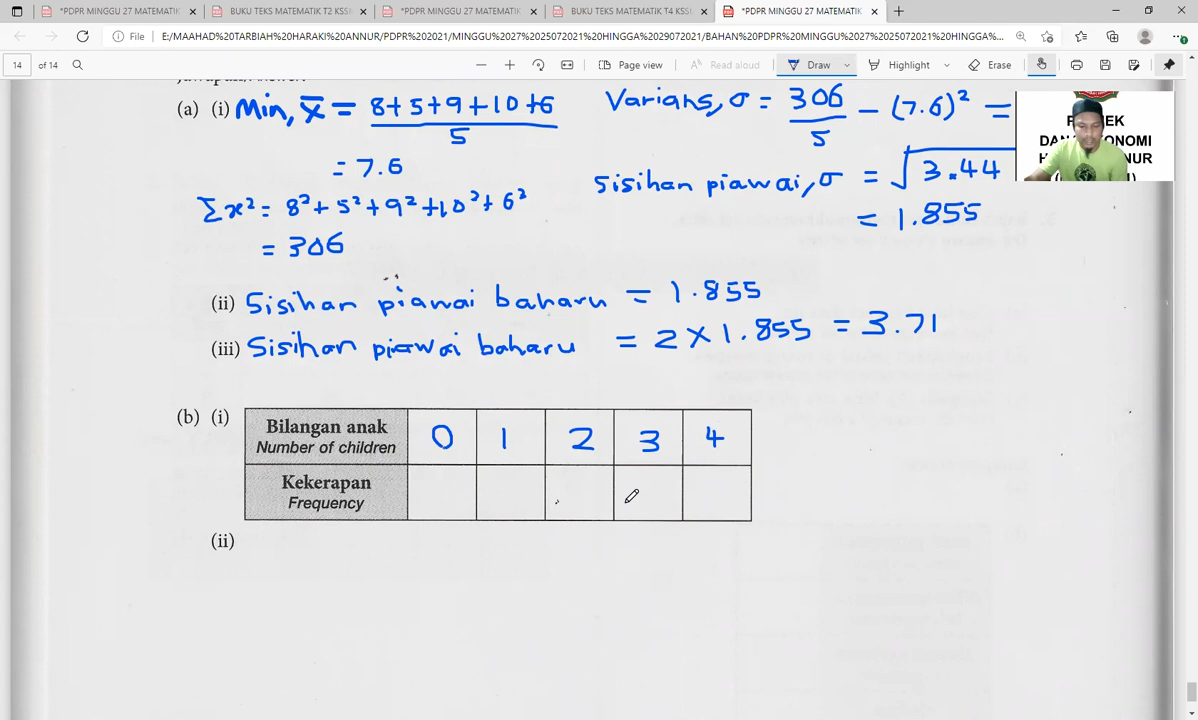 *PDPR MINGGU 27 MATEMATIK
BUKU TEKS MATEMATIK T2 KSS
*PDPR MINGGU 27 MATEMATIK
BUKU TEKS MATEMATIK T4 KSS
*PDPR MINGGU 27 MATEMATIK
File E:/MAAHAD%20TARBIAH%20HARAKI%20ANNUR/PDPR%202021/MINGGU%2027%2025072021%20HINGGA%2029072021/BAHAN%20PDPR%20MINGGU%2027%2025072021%20HINGGA%...
14 of 14 Page view Read aloud Draw Highlight Erase
(a) (i) Min, x̄ = 8+5+9+10+6 / 5
= 7.6
Σx² = 8² + 5² + 9² + 10² + 6²
= 306
Varians, σ = 306/5 − (7.6)² =
Sisihan piawai, σ = √3.44
= 1.855
DAN EKONOMI
(ii) Sisihan piawai baharu = 1.855
(iii) Sisihan piawai baharu = 2 × 1.855 = 3.71
(b) (i)
Bilangan anak 0 1 2 3 4
Number of children
Kekerapan
Frequency
(ii)